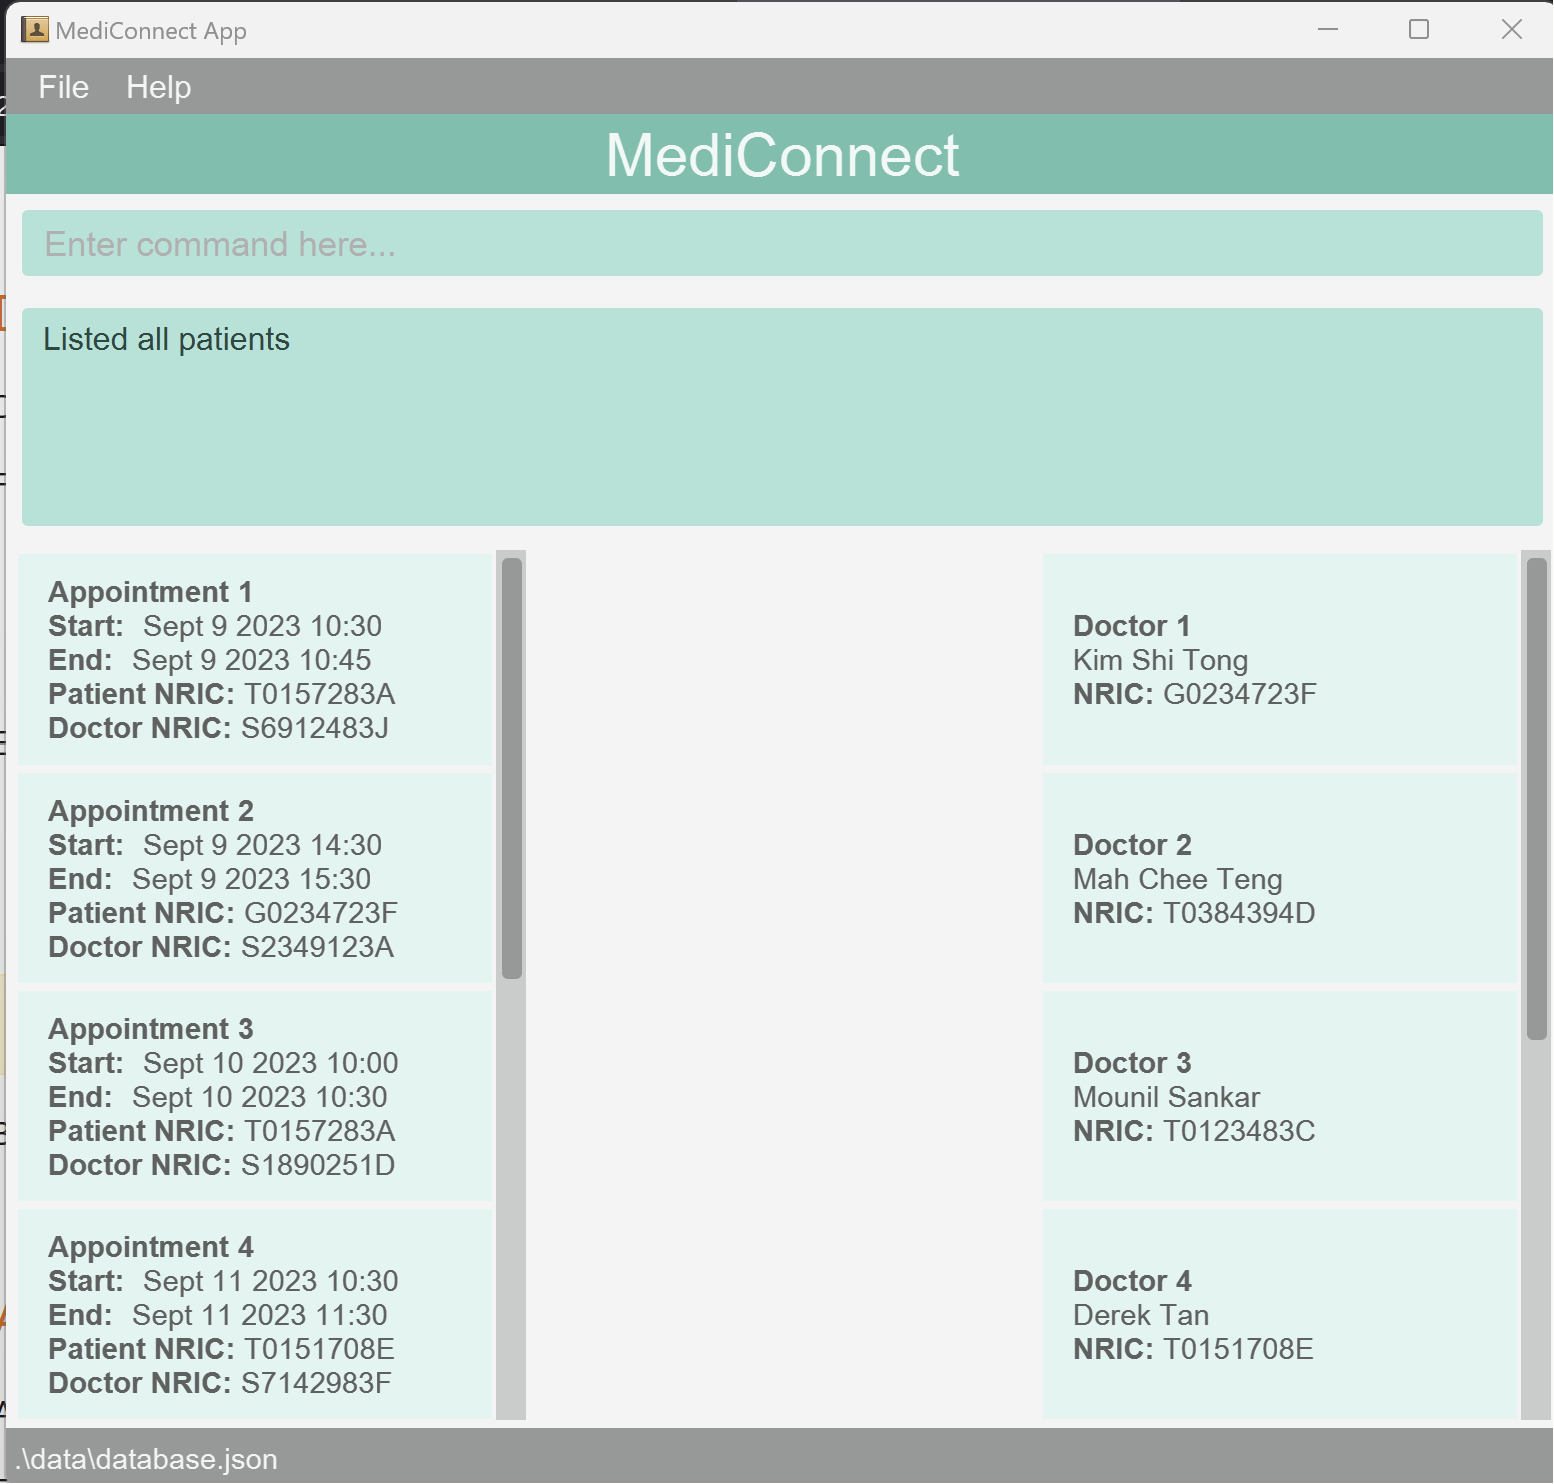 MediConnect App
File Help
MediConnect
Enter command here...
Listed all patients
Appointment 1
Start: Sept 9 2023 10:30
End: Sept 9 2023 10:45
Patient NRIC: T0157283A
Doctor NRIC: S6912483J
Appointment 2
Start: Sept 9 2023 14:30
End: Sept 9 2023 15:30
Patient NRIC: G0234723F
Doctor NRIC: S2349123A
Appointment 3
Start: Sept 10 2023 10:00
End: Sept 10 2023 10:30
Patient NRIC: T0157283A
Doctor NRIC: S1890251D
Appointment 4
Start: Sept 11 2023 10:30
End: Sept 11 2023 11:30
Patient NRIC: T0151708E
Doctor NRIC: S7142983F
Doctor 1
Kim Shi Tong
NRIC: G0234723F
Doctor 2
Mah Chee Teng
NRIC: T0384394D
Doctor 3
Mounil Sankar
NRIC: T0123483C
Doctor 4
Derek Tan
NRIC: T0151708E
.\data\database.json